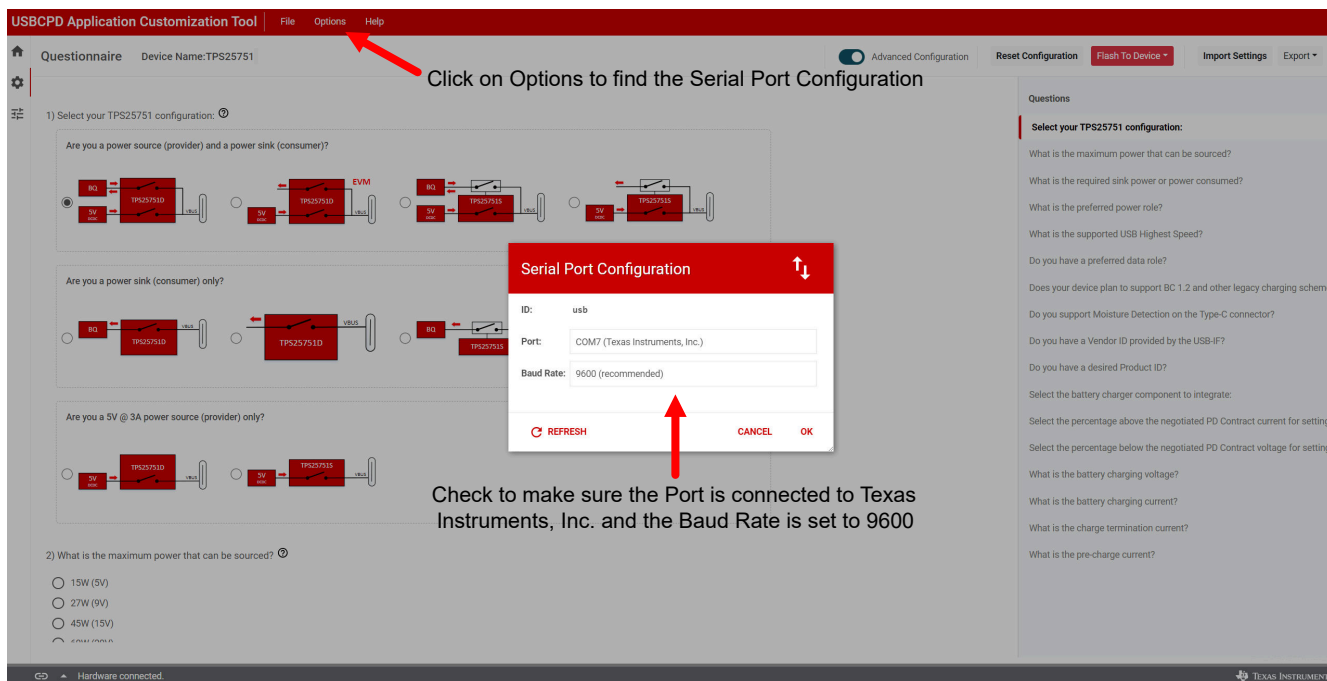 USBCPD Application Customization Tool File Options Help
Questionnaire Device Name:TPS25751 Advanced Configuration Reset Configuration Flash To Device Import Settings Export
Click on Options to find the Serial Port Configuration
1) Select your TPS25751 configuration:
Are you a power source (provider) and a power sink (consumer)?
BQ 5V DCDC TPS25751D VBUS
EVM 5V DCDC TPS25751D VBUS
BQ 5V DCDC TPS25751S VBUS
5V DCDC TPS25751S VBUS
Are you a power sink (consumer) only?
BQ TPS25751D VBUS
TPS25751D VBUS
BQ TPS25751S
Are you a 5V @ 3A power source (provider) only?
5V DCDC TPS25751D VBUS
5V DCDC TPS25751S VBUS
Serial Port Configuration
ID: usb
Port: COM7 (Texas Instruments, Inc.)
Baud Rate: 9600 (recommended)
REFRESH CANCEL OK
Check to make sure the Port is connected to Texas
Instruments, Inc. and the Baud Rate is set to 9600
2) What is the maximum power that can be sourced?
15W (5V)
27W (9V)
45W (15V)
Questions
Select your TPS25751 configuration:
What is the maximum power that can be sourced?
What is the required sink power or power consumed?
What is the preferred power role?
What is the supported USB Highest Speed?
Do you have a preferred data role?
Does your device plan to support BC 1.2 and other legacy charging schem
Do you support Moisture Detection on the Type-C connector?
Do you have a Vendor ID provided by the USB-IF?
Do you have a desired Product ID?
Select the battery charger component to integrate:
Select the percentage above the negotiated PD Contract current for setting
Select the percentage below the negotiated PD Contract voltage for setting
What is the battery charging voltage?
What is the battery charging current?
What is the charge termination current?
What is the pre-charge current?
Hardware connected. TEXAS INSTRUMENT